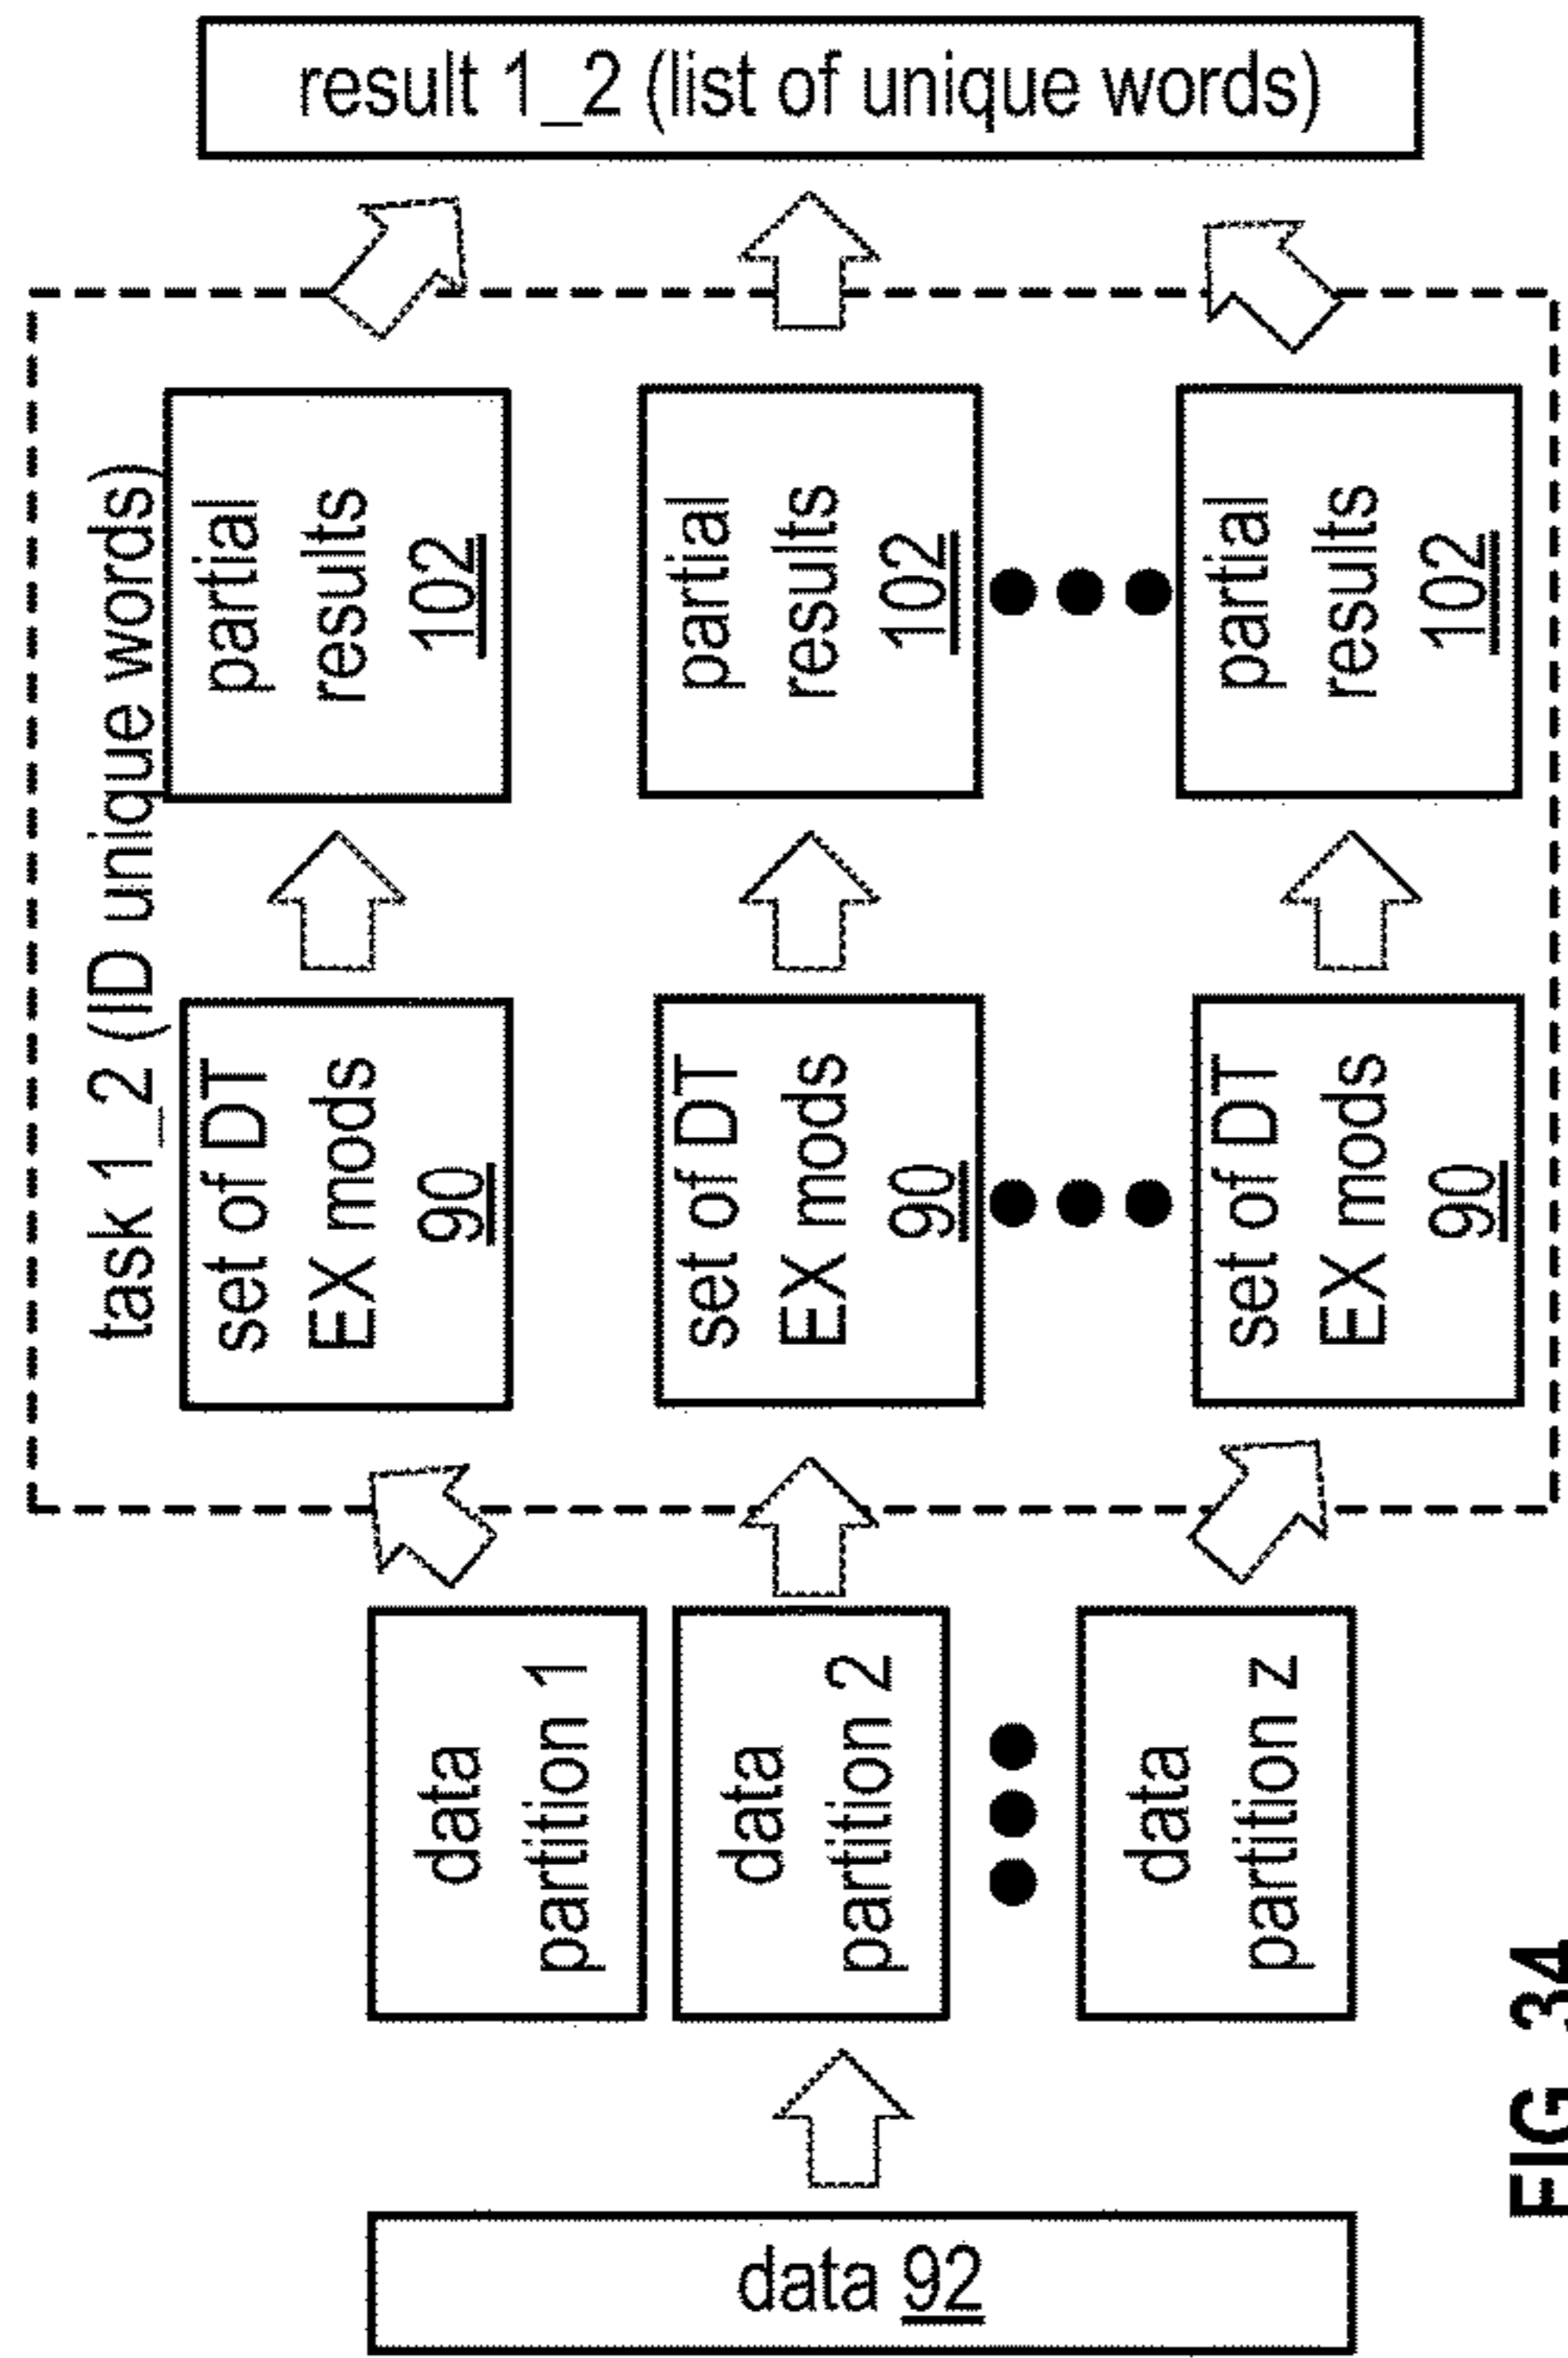 task 1_2 (ID unique words)
data 92
data
partition 1
data
partition 2
data
partition z
set of DT
EX mods
90
set of DT
EX mods
90
set of DT
EX mods
90
partial
results
102
partial
results
102
partial
results
102
result 1_2 (list of unique words)
FIG. 34